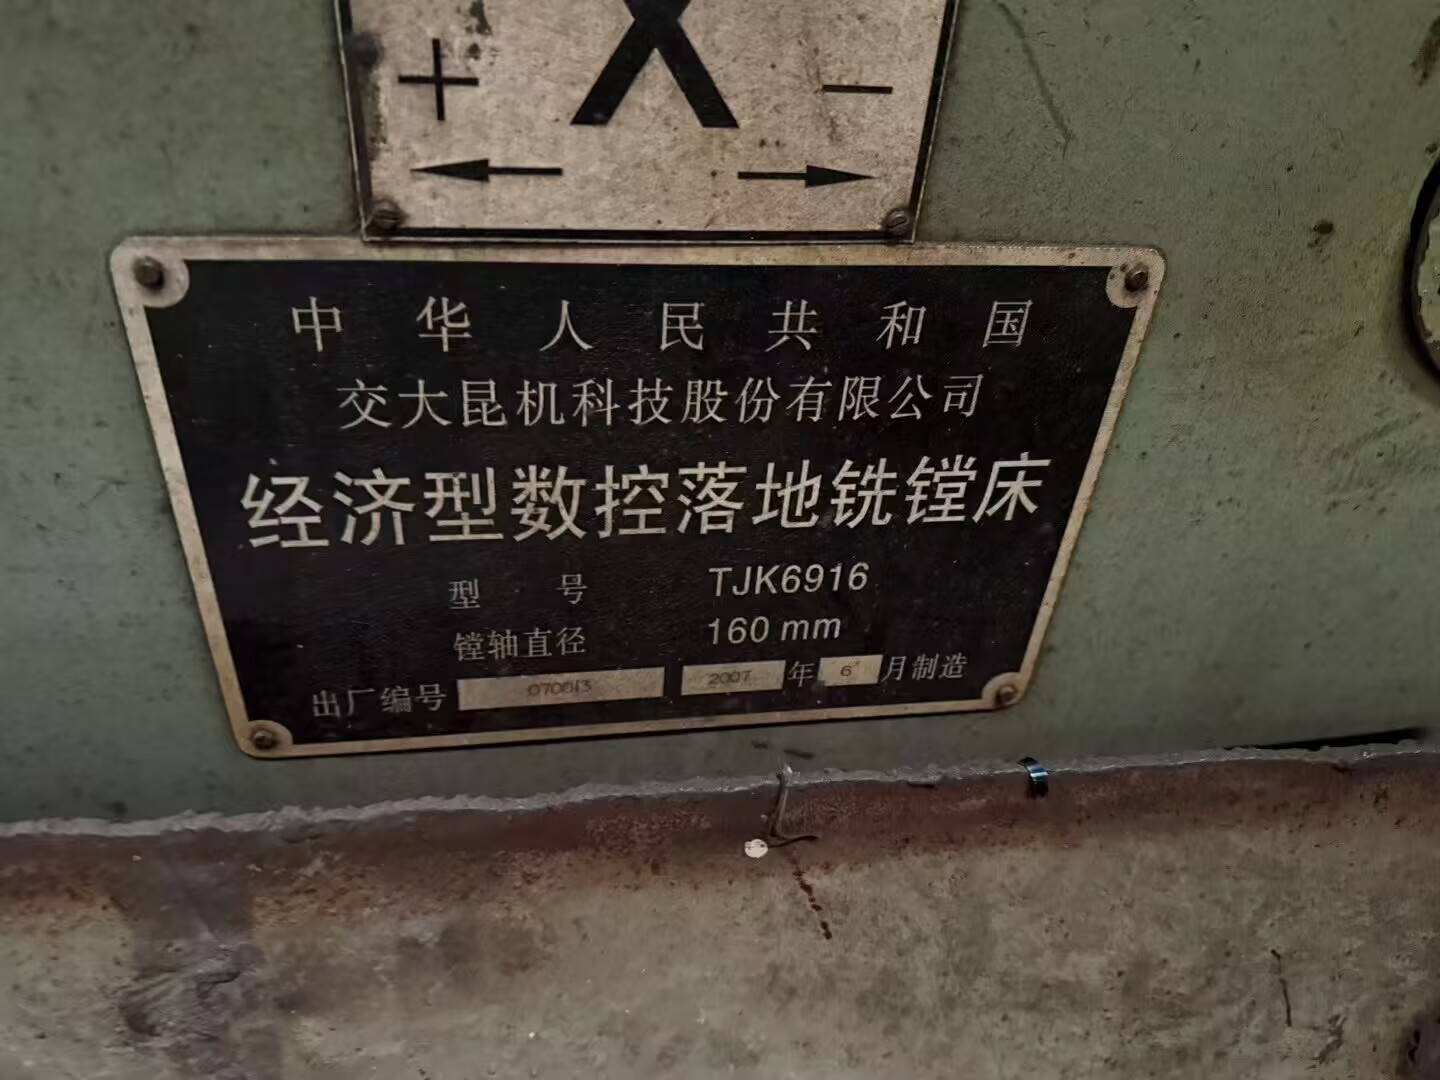 X
+ −
中华人民共和国
交大昆机科技股份有限公司
经济型数控落地铣镗床
型号 TJK6916
镗轴直径 160 mm
出厂编号 070013 2007 年 6 月制造